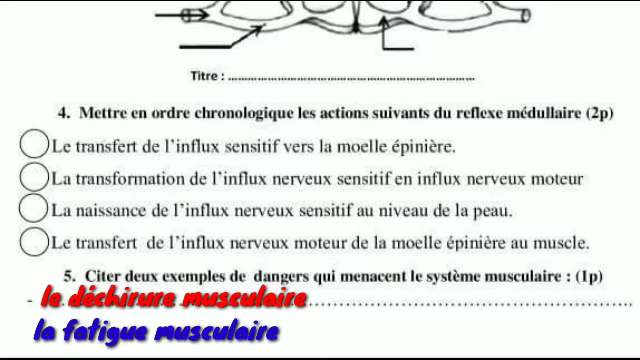 Titre : ..............................................................................
4. Mettre en ordre chronologique les actions suivants du reflexe médullaire (2p)
Le transfert de l'influx sensitif vers la moelle épinière.
La transformation de l'influx nerveux sensitif en influx nerveux moteur
La naissance de l'influx nerveux sensitif au niveau de la peau.
Le transfert de l'influx nerveux moteur de la moelle épinière au muscle.
5. Citer deux exemples de dangers qui menacent le système musculaire : (1p)
- le déchirure musculaire.......................................................
la fatigue musculaire